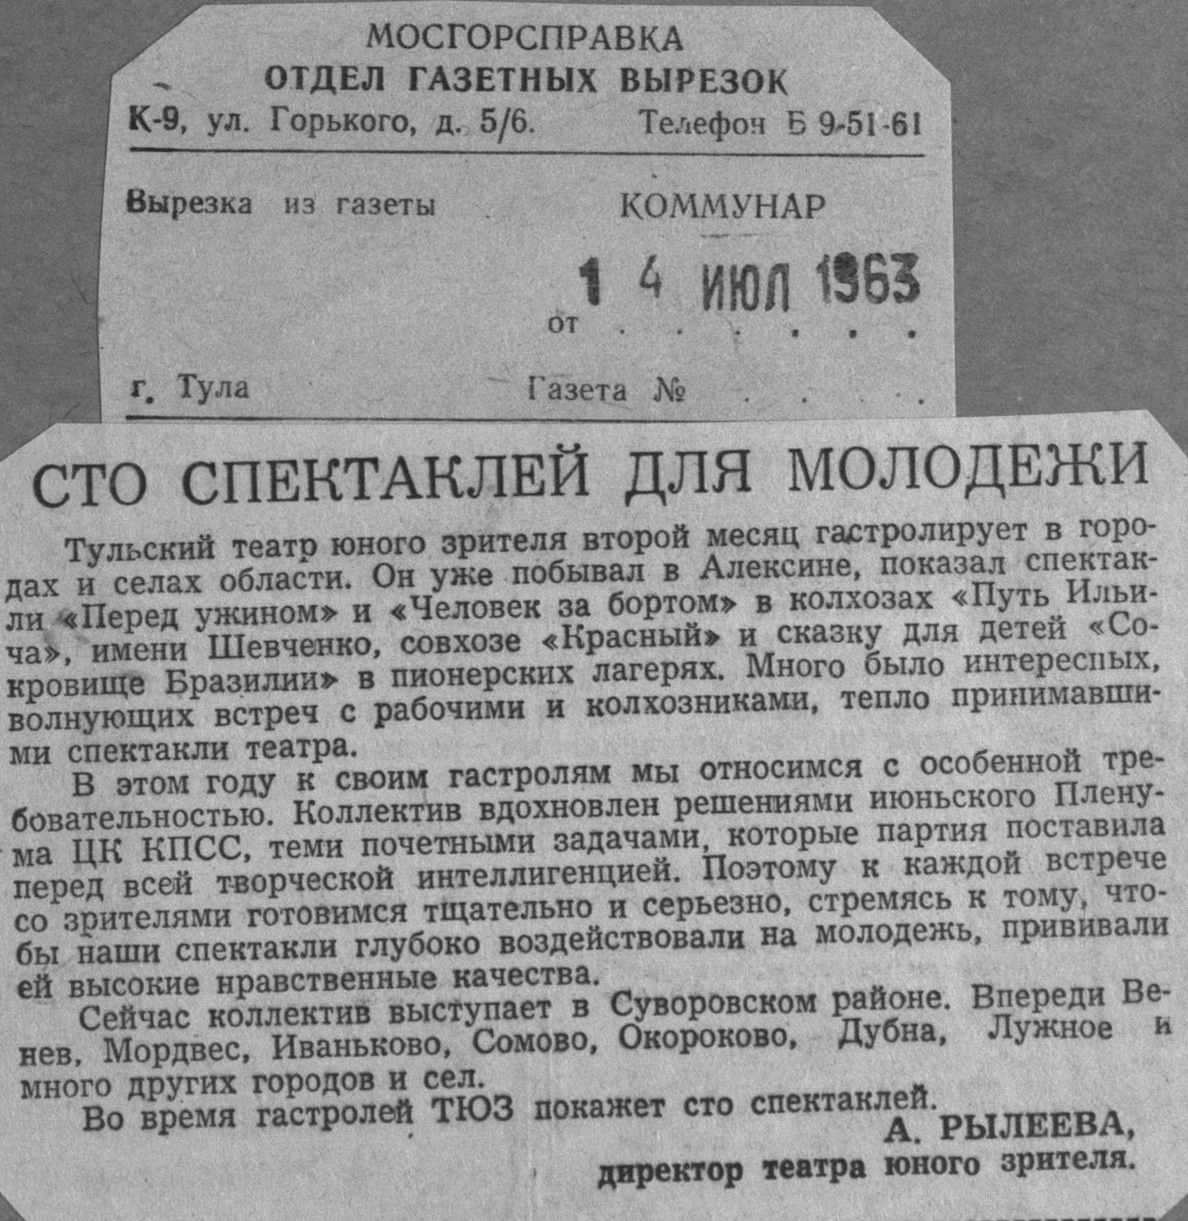 МОСГОРСПРАВКА
ОТДЕЛ ГАЗЕТНЫХ ВЫРЕЗОК
К-9, ул. Горького, д. 5/6. Телефон Б 9-51-61
Вырезка из газеты КОММУНАР
14 ИЮЛ 1963
от . . . . . .
г. Тула Газета № . . . .
СТО СПЕКТАКЛЕЙ ДЛЯ МОЛОДЕЖИ
Тульский театр юного зрителя второй месяц гастролирует в горо-
дах и селах области. Он уже побывал в Алексине, показал спектак-
ли «Перед ужином» и «Человек за бортом» в колхозах «Путь Ильи-
ча», имени Шевченко, совхозе «Красный» и сказку для детей «Со-
кровище Бразилии» в пионерских лагерях. Много было интересных,
волнующих встреч с рабочими и колхозниками, тепло принимавши-
ми спектакли театра.
В этом году к своим гастролям мы относимся с особенной тре-
бовательностью. Коллектив вдохновлен решениями июньского Плену-
ма ЦК КПСС, теми почетными задачами, которые партия поставила
перед всей творческой интеллигенцией. Поэтому к каждой встрече
со зрителями готовимся тщательно и серьезно, стремясь к тому, что-
бы наши спектакли глубоко воздействовали на молодежь, прививали
ей высокие нравственные качества.
Сейчас коллектив выступает в Суворовском районе. Впереди Ве-
нев, Мордвес, Иваньково, Сомово, Окороково, Дубна, Лужное и
много других городов и сел.
Во время гастролей ТЮЗ покажет сто спектаклей.
А. РЫЛЕЕВА,
директор театра юного зрителя.